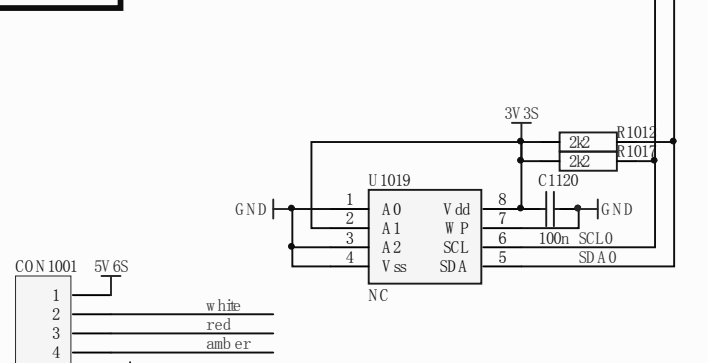 3V3S
R1012
2k2
R1017
2k2
U1019
C1120
GND
1
A0
Vdd
8
GND
2
A1
WP
7
3
A2
SCL
6
100n
SCL0
4
Vss
SDA
5
SDA0
NC
CON1001
5V6S
1
2
white
3
red
4
amber